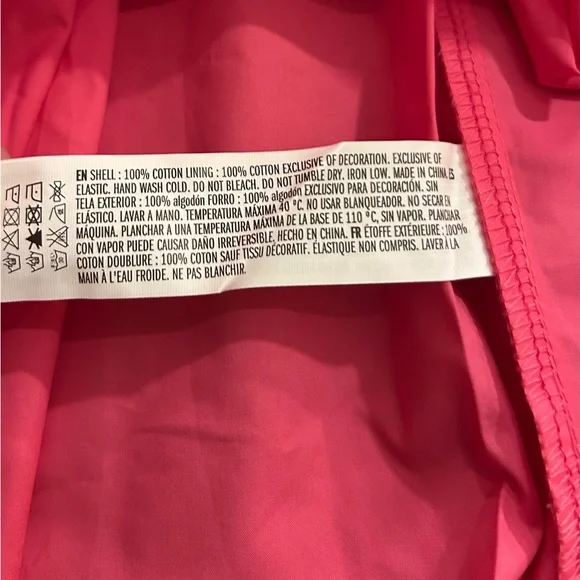 EN SHELL : 100% COTTON LINING : 100% COTTON EXCLUSIVE OF DECORATION. EXCLUSIVE OF
ELASTIC. HAND WASH COLD. DO NOT BLEACH. DO NOT TUMBLE DRY. IRON LOW. MADE IN CHINA. ES
TELA EXTERIOR : 100% algodón FORRO : 100% algodón EXCLUSIVO PARA DECORACIÓN. SIN
ELÁSTICO. LAVAR A MANO. TEMPERATURA MÁXIMA 40 °C. NO USAR BLANQUEADOR. NO SECAR EN
MÁQUINA. PLANCHAR A UNA TEMPERATURA MÁXIMA DE LA BASE DE 110 °C, SIN VAPOR. PLANCHAR
CON VAPOR PUEDE CAUSAR DAÑO IRREVERSIBLE. HECHO EN CHINA. FR ÉTOFFE EXTÉRIEURE : 100%
COTON DOUBLURE : 100% COTON SAUF TISSU DÉCORATIF. ÉLASTIQUE NON COMPRIS. LAVER À LA
MAIN À L'EAU FROIDE. NE PAS BLANCHIR.